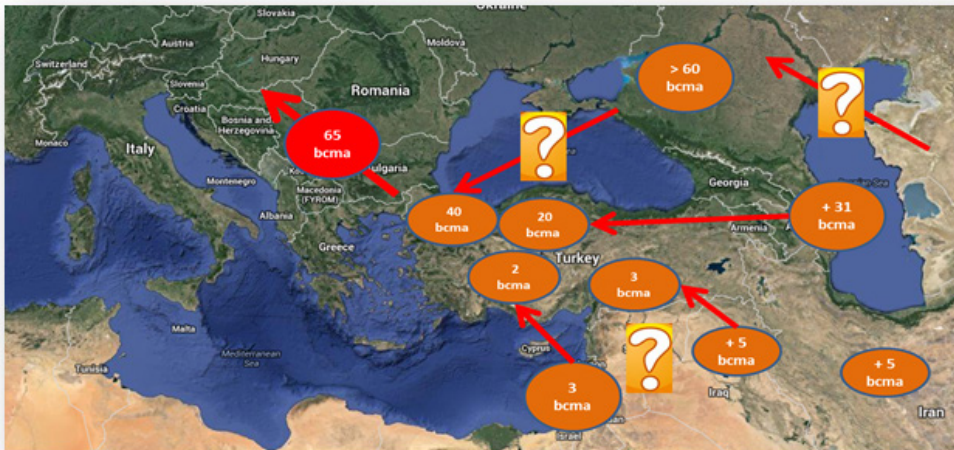 Ukraine
Slovakia
Austria
Moldova
Switzerland
Hungary
Slovenia
Romania
Croatia
Bosnia and
Herzegovina
Monaco
Italy
Montenegro
Macedonia
(FYROM)
Albania
Greece
Georgia
Armenia
Turkey
Malta
Mediterranean
Sea
Tunisia
Cyprus
Israel
Iraq
Iran
> 60
bcma
?
?
65
bcma
40
bcma
20
bcma
+ 31
bcma
2
bcma
3
bcma
?
+ 5
bcma
+ 5
bcma
3
bcma